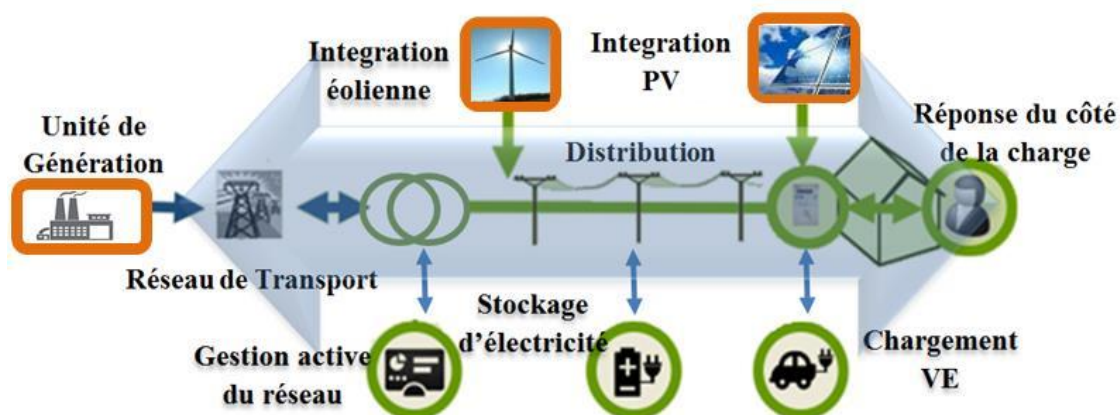 Integration
éolienne
Integration
PV
Unité de
Génération
Réponse du côté
de la charge
Distribution
Réseau de Transport
Stockage
d’électricité
Gestion active
du réseau
Chargement
VE